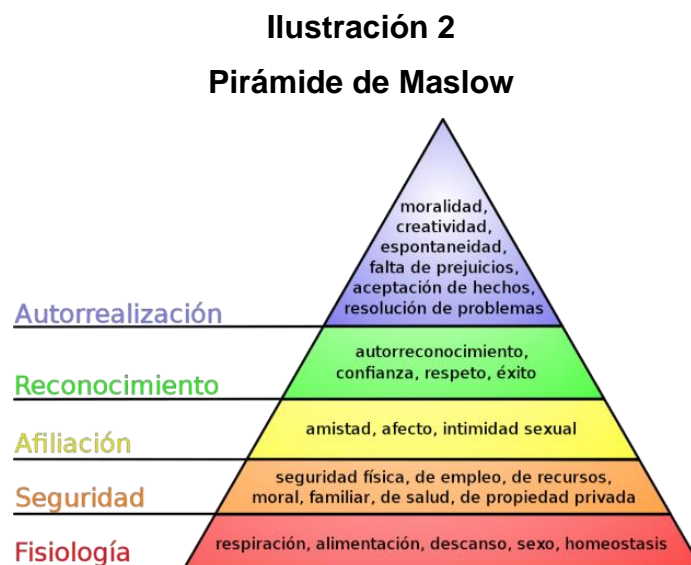 Ilustración 2
Pirámide de Maslow
moralidad,
creatividad,
espontaneidad,
falta de prejuicios,
aceptación de hechos,
resolución de problemas
Autorrealización
autorreconocimiento,
confianza, respeto, éxito
Reconocimiento
amistad, afecto, intimidad sexual
Afiliación
seguridad física, de empleo, de recursos,
moral, familiar, de salud, de propiedad privada
Seguridad
respiración, alimentación, descanso, sexo, homeostasis
Fisiología